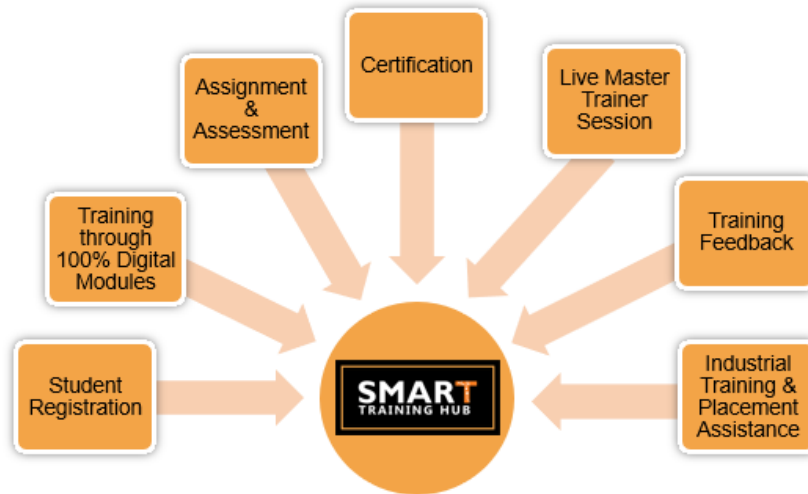 Student
Registration
Training
through
100% Digital
Modules
Assignment
&
Assessment
Certification
Live Master
Trainer
Session
Training
Feedback
Industrial
Training &
Placement
Assistance
SMART
TRAINING HUB